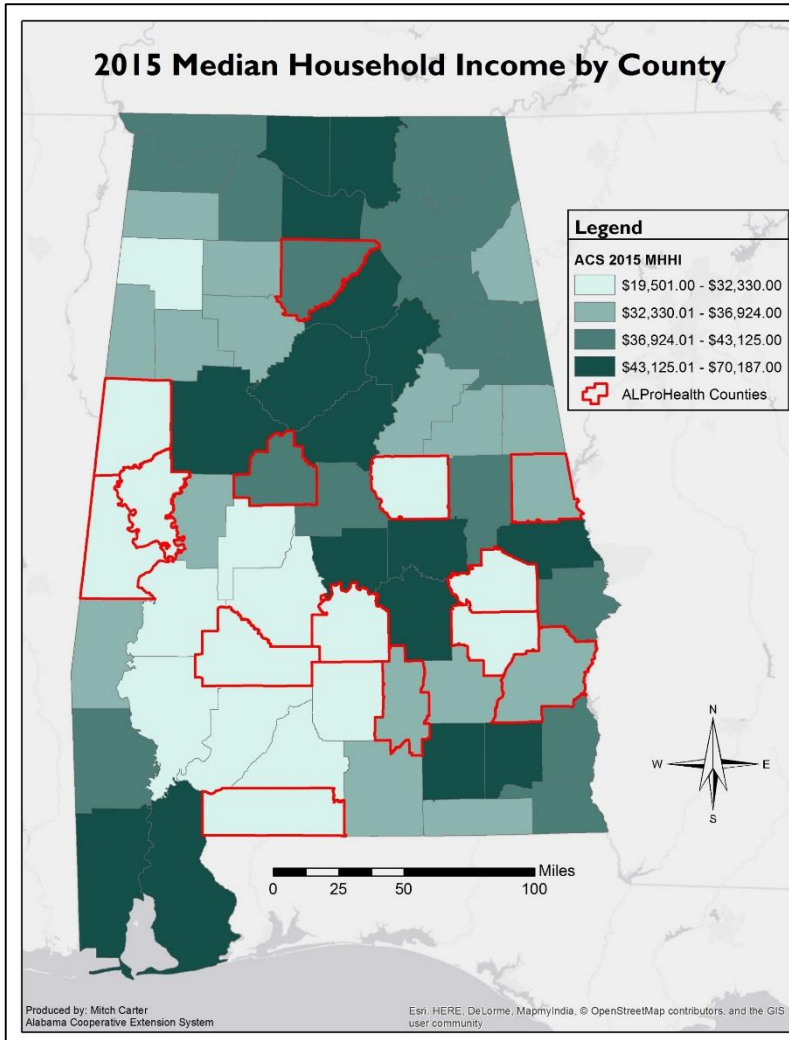 2015 Median Household Income by County
Legend
ACS 2015 MHHI
$19,501.00 - $32,330.00
$32,330.01 - $36,924.00
$36,924.01 - $43,125.00
$43,125.01 - $70,187.00
ALProHealth Counties
N
W
E
S
Miles
0 25 50 100
Produced by: Mitch Carter
Alabama Cooperative Extension System
Esri, HERE, DeLorme, MapmyIndia, © OpenStreetMap contributors, and the GIS
user community